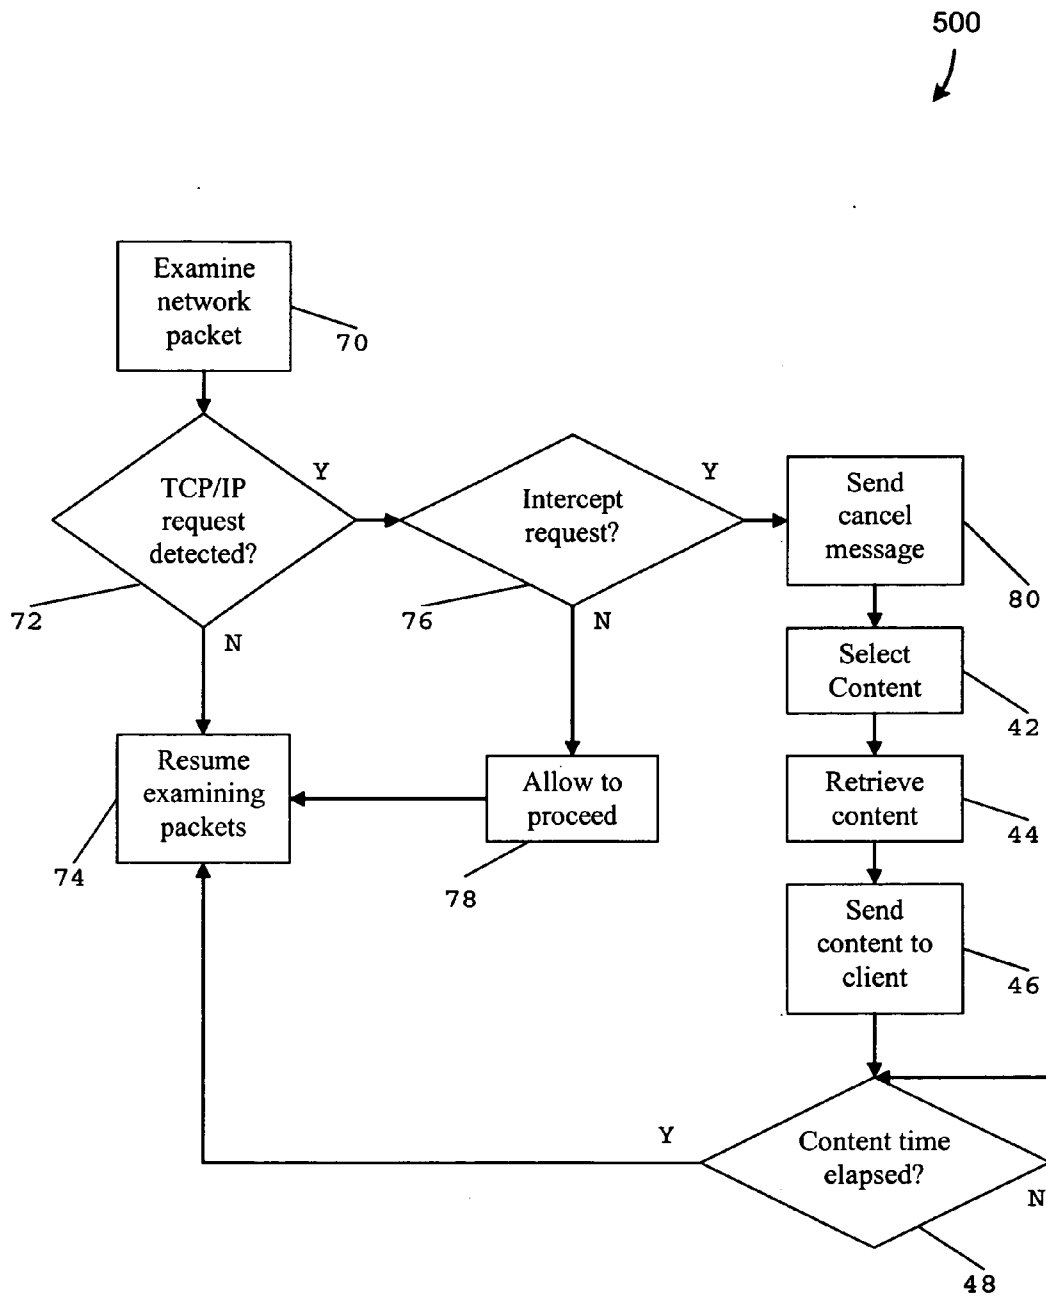 500
Examine
network
packet
70
TCP/IP
request
detected?
Y
72
N
Intercept
request?
Y
76
N
Send
cancel
message
80
Select
Content
42
Resume
examining
packets
74
Allow to
proceed
78
Retrieve
content
44
Send
content to
client
46
Content time
elapsed?
Y
N
48